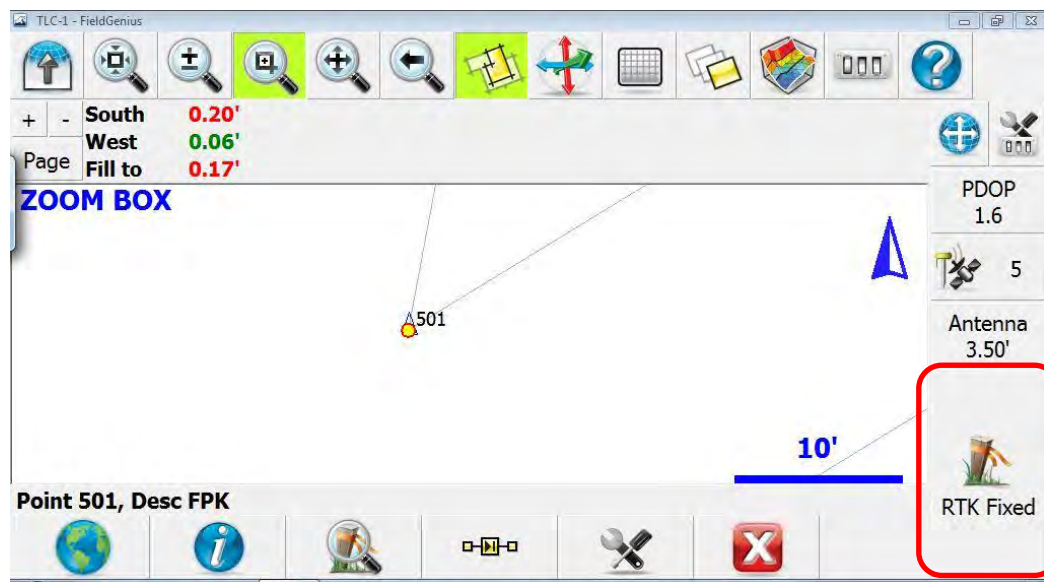 TLC-1 - FieldGenius
+ - South 0.20'
West 0.06'
Page Fill to 0.17'
ZOOM BOX
PDOP
1.6
5
Antenna
3.50'
501
10'
RTK Fixed
Point 501, Desc FPK